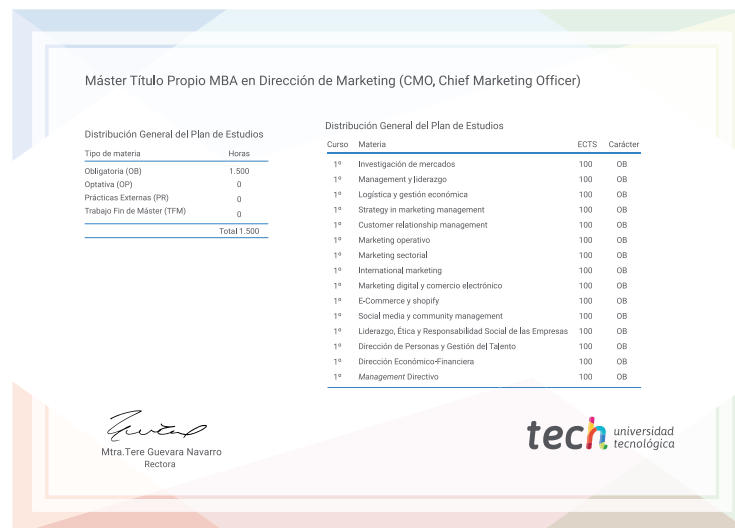 Máster Título Propio MBA en Dirección de Marketing (CMO, Chief Marketing Officer)
Distribución General del Plan de Estudios
Tipo de materia Horas
Obligatoria (OB) 1.500
Optativa (OP) 0
Prácticas Externas (PR) 0
Trabajo Fin de Máster (TFM) 0
Total 1.500
Distribución General del Plan de Estudios
Curso Materia ECTS Carácter
1º Investigación de mercados 100 OB
1º Management y liderazgo 100 OB
1º Logística y gestión económica 100 OB
1º Strategy in marketing management 100 OB
1º Customer relationship management 100 OB
1º Marketing operativo 100 OB
1º Marketing sectorial 100 OB
1º International marketing 100 OB
1º Marketing digital y comercio electrónico 100 OB
1º E-Commerce y shopify 100 OB
1º Social media y community management 100 OB
1º Liderazgo, Ética y Responsabilidad Social de las Empresas 100 OB
1º Dirección de Personas y Gestión del Talento 100 OB
1º Dirección Económico-Financiera 100 OB
1º Management Directivo 100 OB
Mtra.Tere Guevara Navarro
Rectora
tech universidad
tecnológica